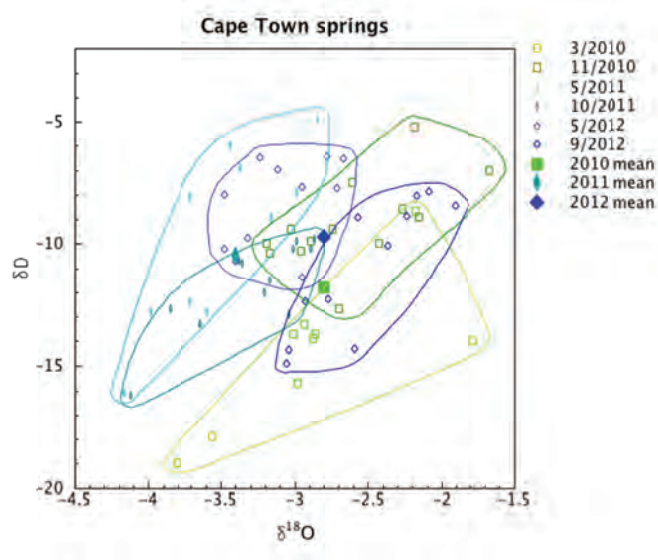 Cape Town springs
3/2010
11/2010
5/2011
10/2011
5/2012
9/2012
2010 mean
2011 mean
2012 mean
-5
-10
-15
-20
δD
-4.5 -4 -3.5 -3 -2.5 -2 -1.5
δ18O